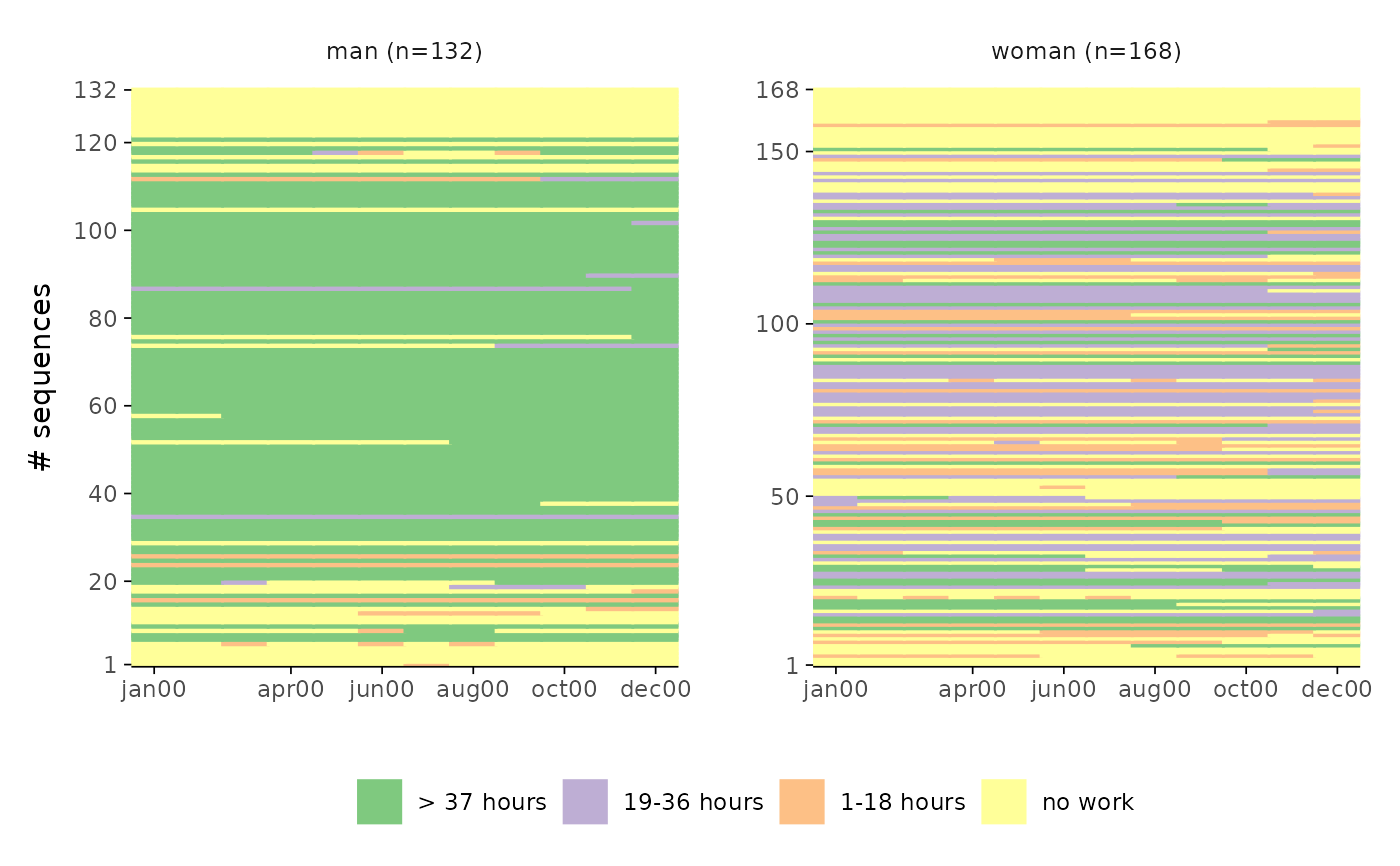 man (n=132)
woman (n=168)
# sequences
132
120
100
80
60
40
20
1
168
150
100
50
1
jan00 apr00 jun00 aug00 oct00 dec00
jan00 apr00 jun00 aug00 oct00 dec00
> 37 hours 19-36 hours 1-18 hours no work